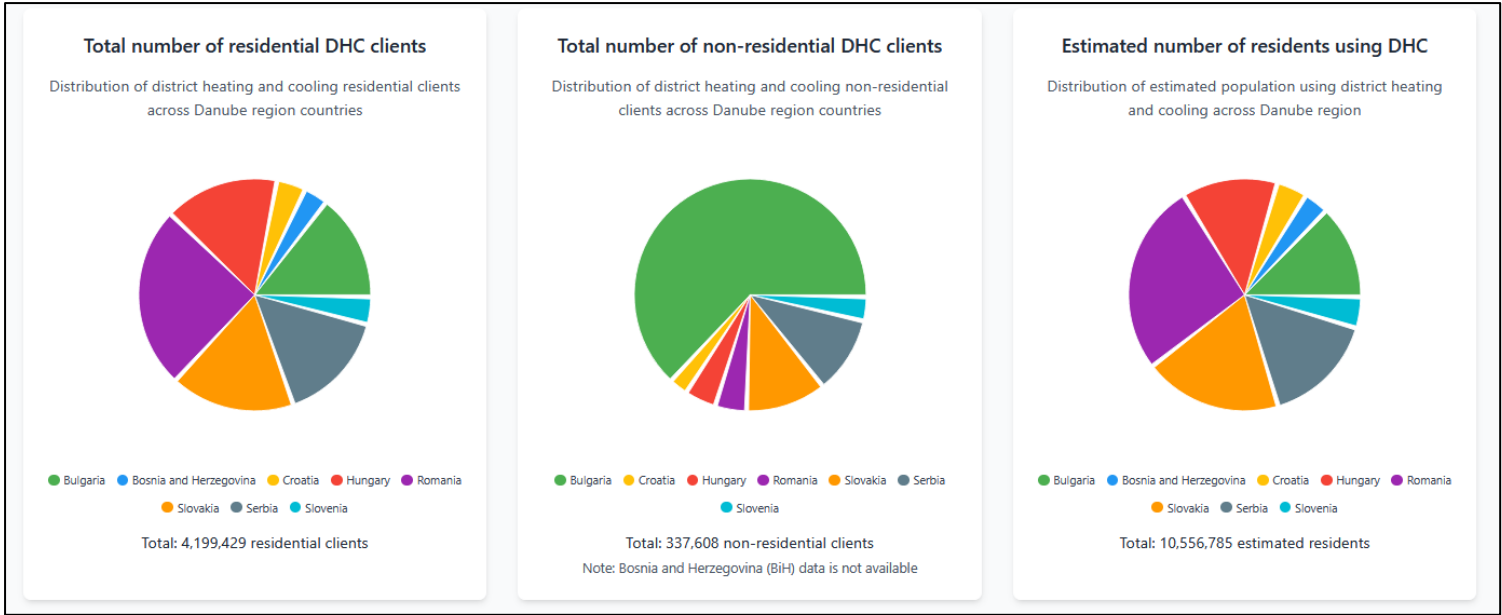 Total number of residential DHC clients
Distribution of district heating and cooling residential clients
across Danube region countries
Bulgaria Bosnia and Herzegovina Croatia Hungary Romania
Slovakia Serbia Slovenia
Total: 4,199,429 residential clients
Total number of non-residential DHC clients
Distribution of district heating and cooling non-residential
clients across Danube region countries
Bulgaria Croatia Hungary Romania Slovakia Serbia
Slovenia
Total: 337,608 non-residential clients
Note: Bosnia and Herzegovina (BiH) data is not available
Estimated number of residents using DHC
Distribution of estimated population using district heating
and cooling across Danube region
Bulgaria Bosnia and Herzegovina Croatia Hungary Romania
Slovakia Serbia Slovenia
Total: 10,556,785 estimated residents